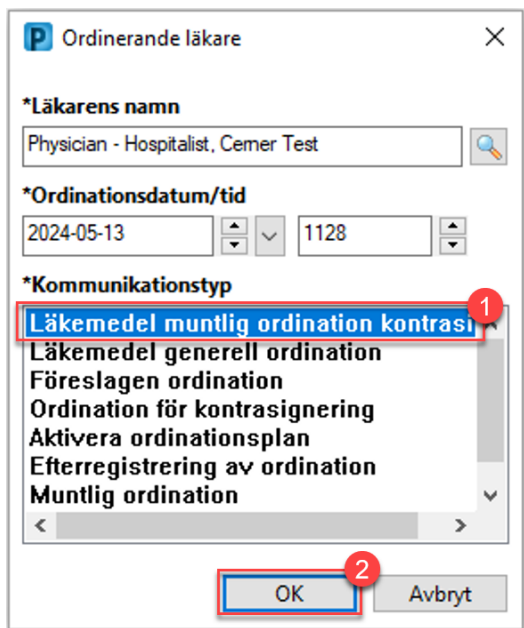 P Ordinerande läkare
*Läkarens namn
Physician - Hospitalist, Cerner Test
*Ordinationsdatum/tid
2024-05-13 1128
*Kommunikationstyp
1
Läkemedel muntlig ordination kontrasi
Läkemedel generell ordination
Föreslagen ordination
Ordination för kontrasignering
Aktivera ordinationsplan
Efterregistrering av ordination
Muntlig ordination
2
OK Avbryt